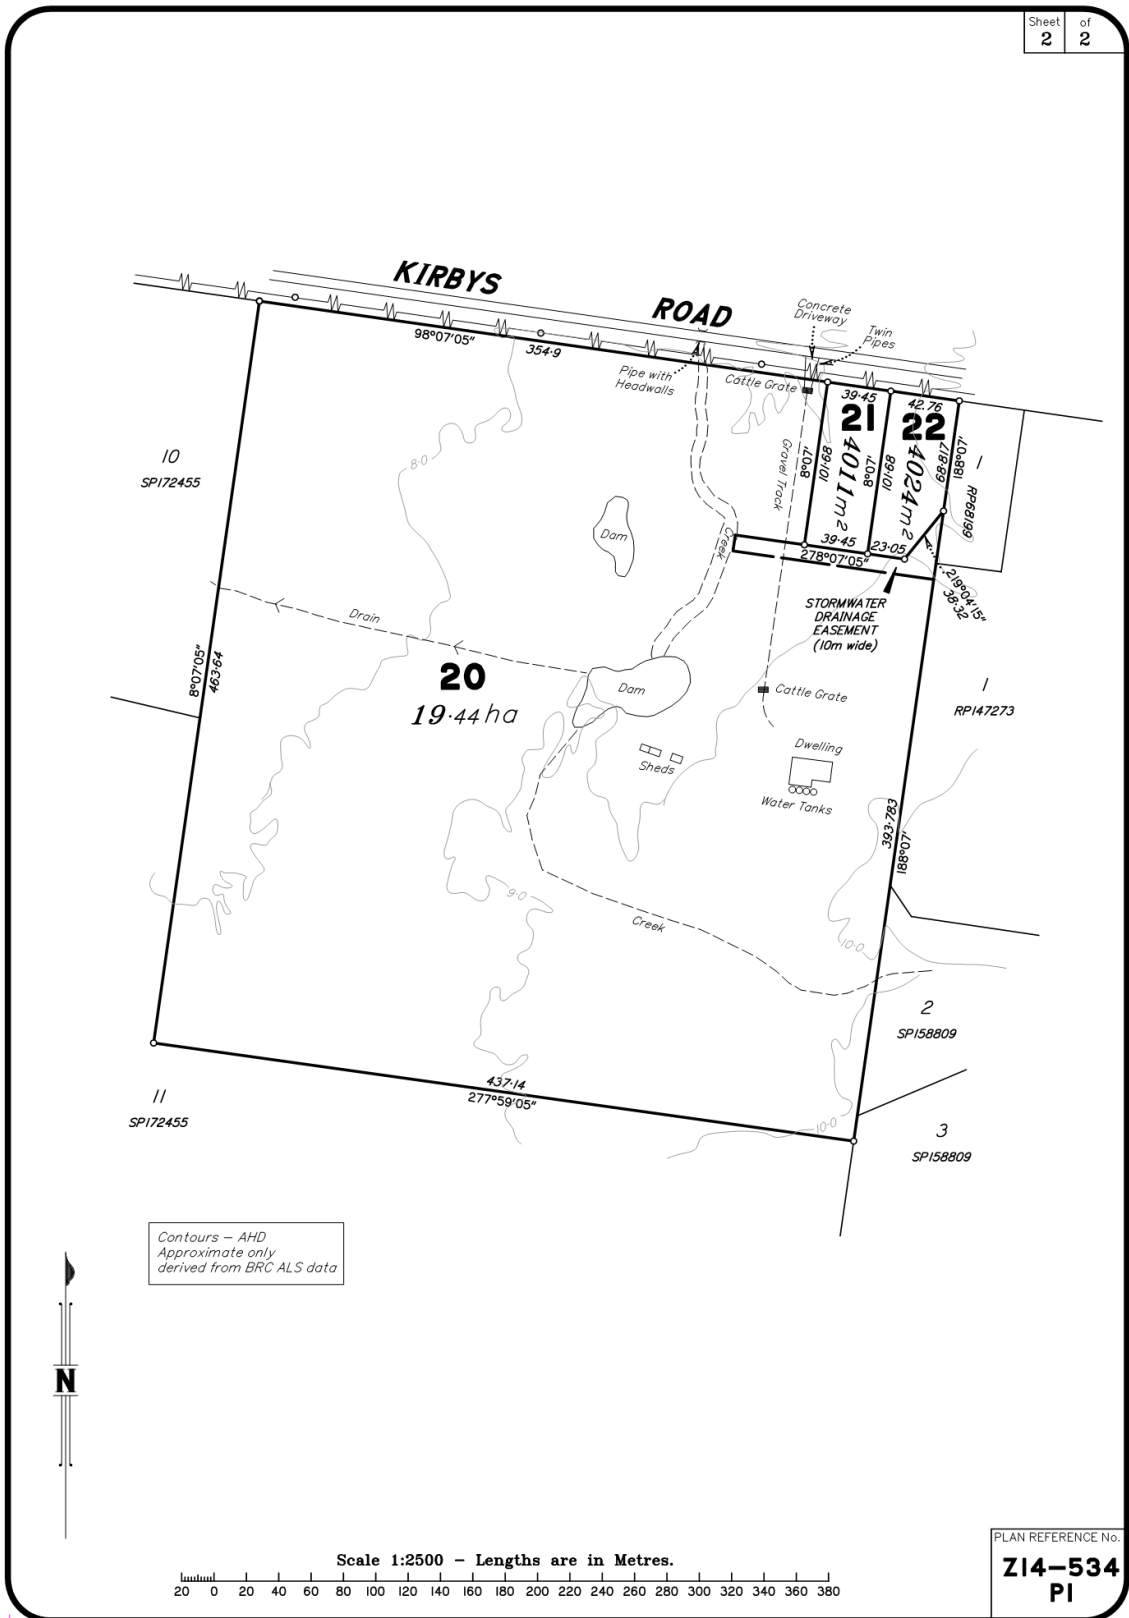 Sheet of
2 2
KIRBYS ROAD
Concrete
Driveway
Twin
Pipes
98°07'05"
354·9
Pipe with
Headwalls
Cattle Grate
39·45
42.76
21
22
4011m2
4024m2
8°07'
101·68
8°07'
101·68
188°07'
68·817
1
RP68199
Gravel Track
10
SP172455
8·0
Dam
Creek
39·45
23·05
278°07'05"
219°04'15"
38·32
STORMWATER
DRAINAGE
EASEMENT
(10m wide)
Drain
8°07'05"
463·64
20
19·44 ha
Dam
Cattle Grate
1
RP147273
Sheds
Dwelling
Water Tanks
393·783
188°07'
9·0
Creek
10·0
2
SP158809
437·14
277°59'05"
11
SP172455
10·0
3
SP158809
Contours – AHD
Approximate only
derived from BRC ALS data
N
Scale 1:2500 – Lengths are in Metres.
20 0 20 40 60 80 100 120 140 160 180 200 220 240 260 280 300 320 340 360 380
PLAN REFERENCE No.
Z14–534
P1